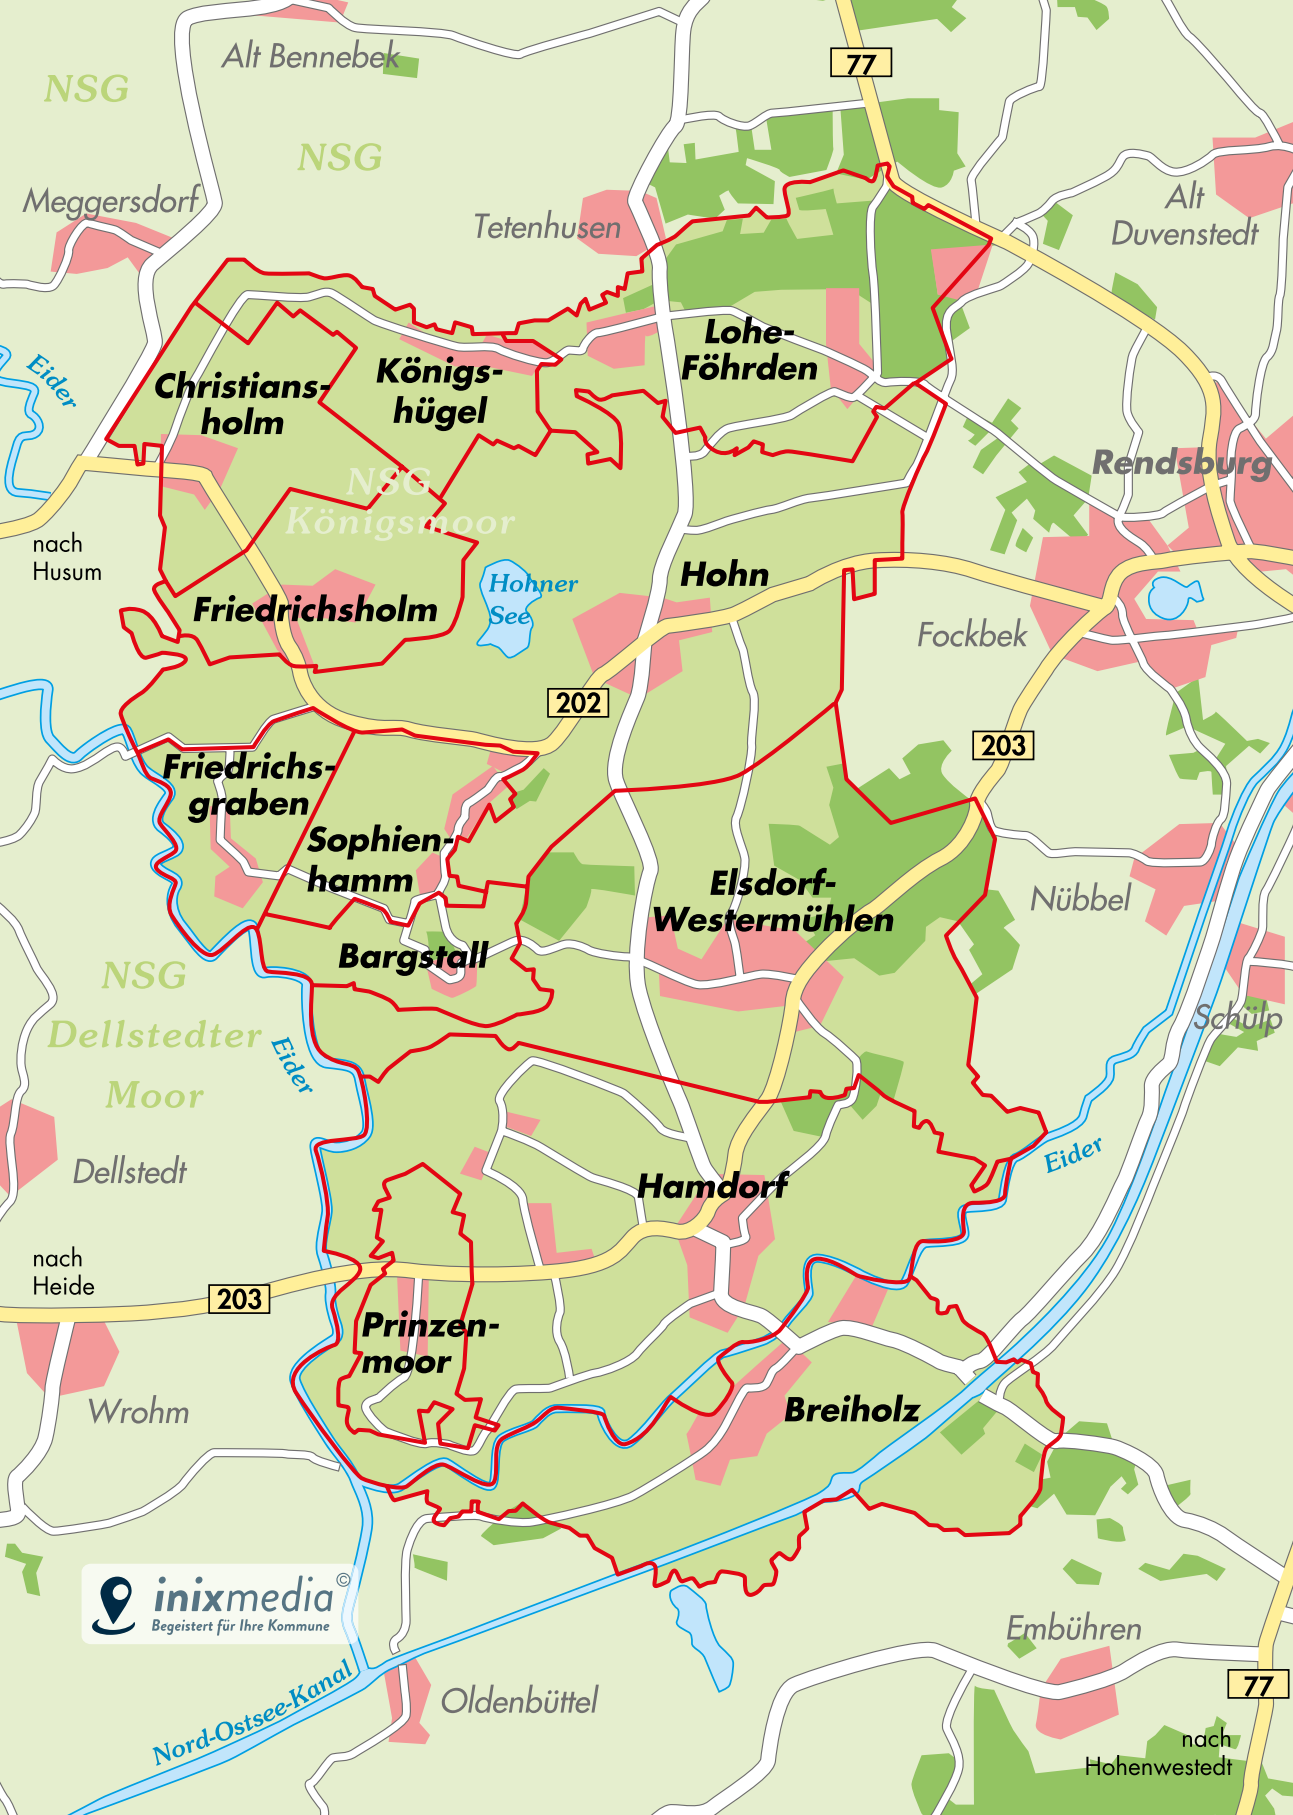 Alt Bennebek
77
NSG
NSG
Meggersdorf
Tetenhusen
Alt
Duvenstedt
Lohe-
Föhrden
Eider
Christians-
holm
Königs-
hügel
NSG
Königsmoor
Rendsburg
nach
Husum
Hohn
Hohner
See
Friedrichsholm
Fockbek
202
203
Friedrichs-
graben
Sophien-
hamm
Elsdorf-
Westermühlen
Nübbel
Bargstall
NSG
Dellstedter
Moor
Schülp
Eider
Eider
Dellstedt
Hamdorf
nach
Heide
203
Prinzen-
moor
Wrohm
Breiholz
inixmedia©
Begeistert für Ihre Kommune
Embühren
77
Oldenbüttel
Nord-Ostsee-Kanal
nach
Hohenwestedt